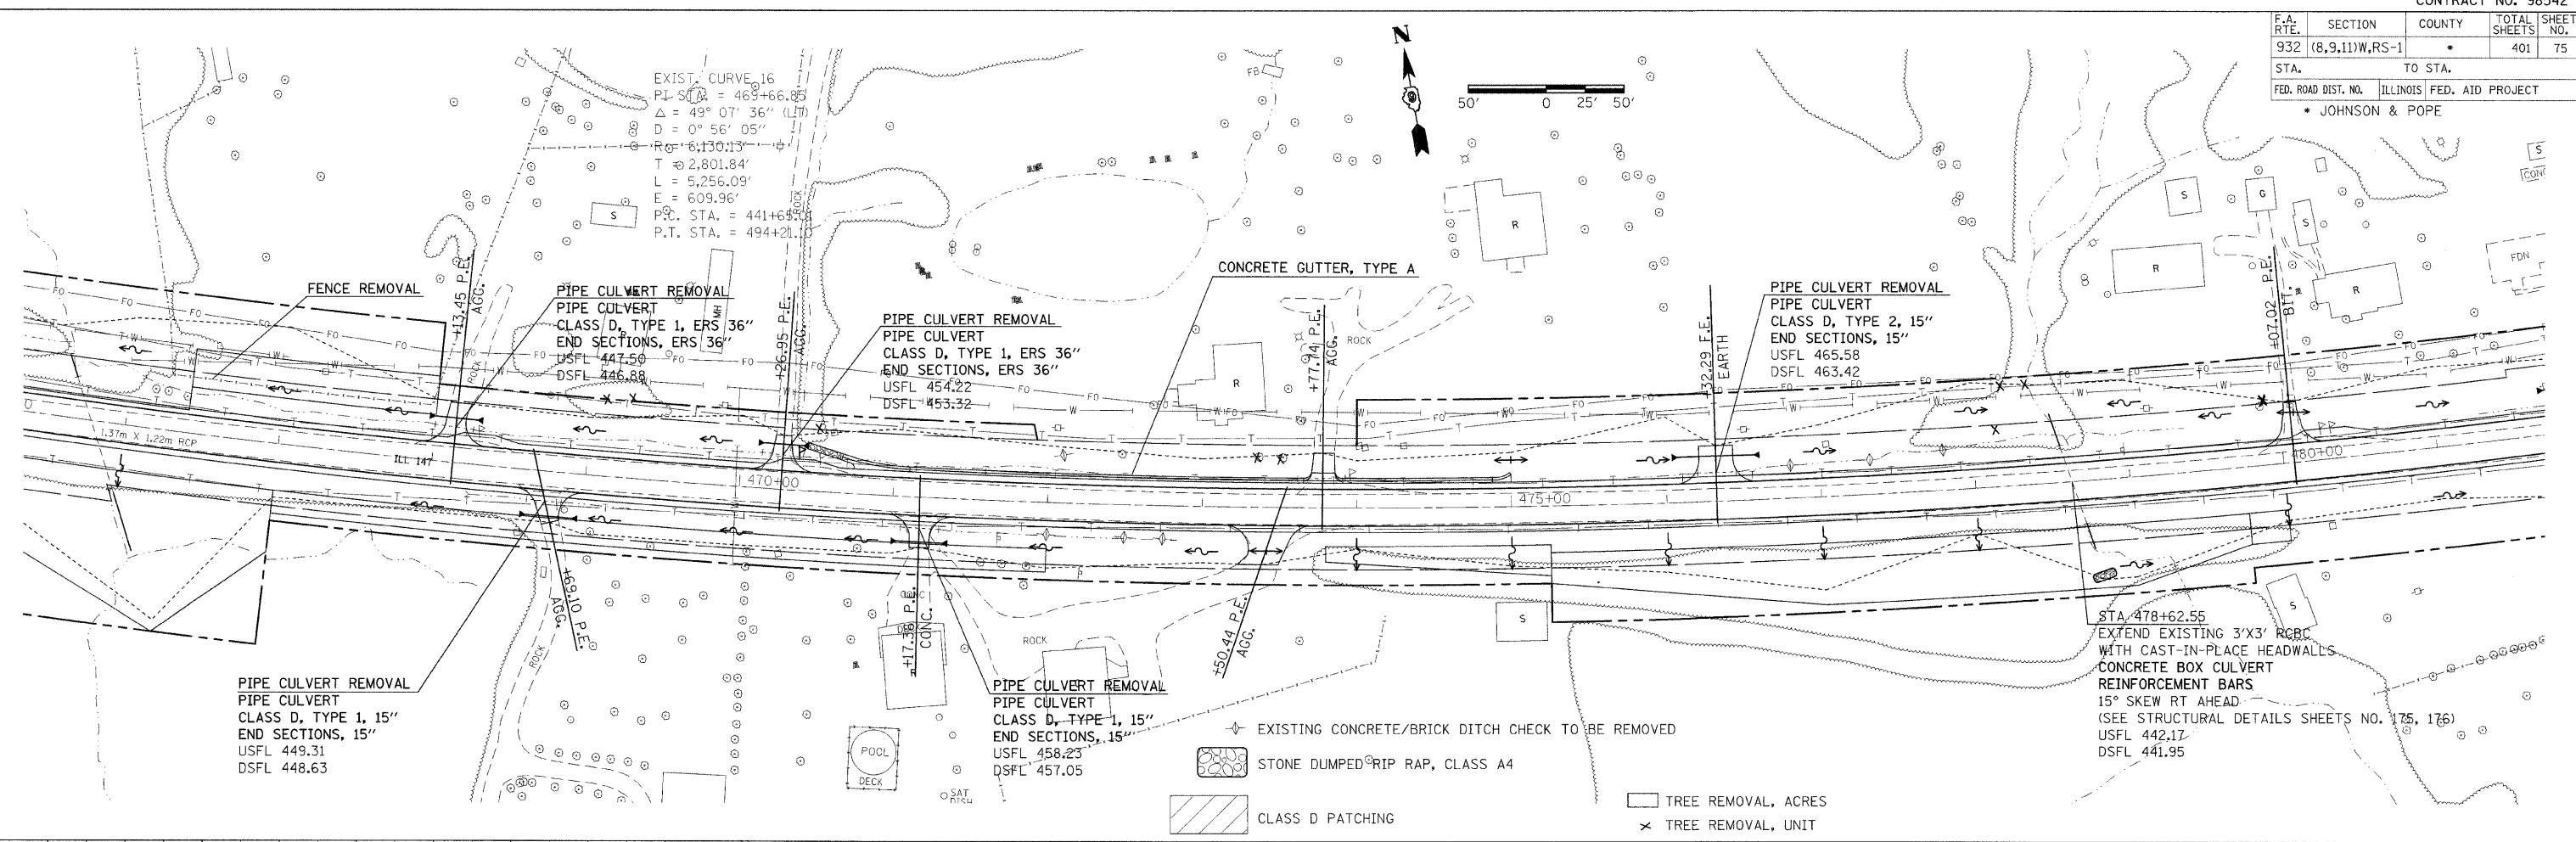 CONTRACT NO. 98542
F.A. RTE.
SECTION
COUNTY
TOTAL SHEETS
SHEET NO.
932
(8,9,11)W,RS-1
*
401
75
STA. TO STA.
FED. ROAD DIST. NO.
ILLINOIS
FED. AID PROJECT
* JOHNSON & POPE
N
50' 0 25' 50'
EXIST. CURVE 16
P.I. STA. = 469+66.85
Δ = 49° 07' 36" (LT)
D = 0° 56' 05"
R = 6,130.13'
T = 2,801.84'
L = 5,256.09'
E = 609.96'
P.C. STA. = 441+65.01
P.T. STA. = 494+21.10
FENCE REMOVAL
+13.45 P.E.
AGG.
PIPE CULVERT REMOVAL
PIPE CULVERT
CLASS D, TYPE 1, ERS 36"
END SECTIONS, ERS 36"
USFL 447.50
DSFL 446.88
MH
+26.95 P.E.
AGG.
PIPE CULVERT REMOVAL
PIPE CULVERT
CLASS D, TYPE 1, ERS 36"
END SECTIONS, ERS 36"
USFL 454.22
DSFL 453.32
CONCRETE GUTTER, TYPE A
+77.74 P.E.
AGG.
ROCK
+32.29 F.E.
EARTH
PIPE CULVERT REMOVAL
PIPE CULVERT
CLASS D, TYPE 2, 15"
END SECTIONS, 15"
USFL 465.58
DSFL 463.42
+07.02 P.E.
BIT.
FDN
FB
S
R
R
S
G
S
R
R
S
ROCK
ROCK
1.37m X 1.22m RCP
ILL 147
470+00
475+00
480+00
+69.10 P.E.
AGG.
ROCK
+17.36 P.E.
CONC.
ROCK
+50.44 P.E.
AGG.
S
S
PIPE CULVERT REMOVAL
PIPE CULVERT
CLASS D, TYPE 1, 15"
END SECTIONS, 15"
USFL 449.31
DSFL 448.63
PIPE CULVERT REMOVAL
PIPE CULVERT
CLASS D, TYPE 1, 15"
END SECTIONS, 15"
USFL 458.23
DSFL 457.05
POOL
DECK
SAT
DISH
STA. 478+62.55
EXTEND EXISTING 3'X3' RCBC
WITH CAST-IN-PLACE HEADWALLS
CONCRETE BOX CULVERT
REINFORCEMENT BARS
15° SKEW RT AHEAD
(SEE STRUCTURAL DETAILS SHEETS NO. 175, 176)
USFL 442.17
DSFL 441.95
EXISTING CONCRETE/BRICK DITCH CHECK TO BE REMOVED
STONE DUMPED RIP RAP, CLASS A4
CLASS D PATCHING
TREE REMOVAL, ACRES
TREE REMOVAL, UNIT